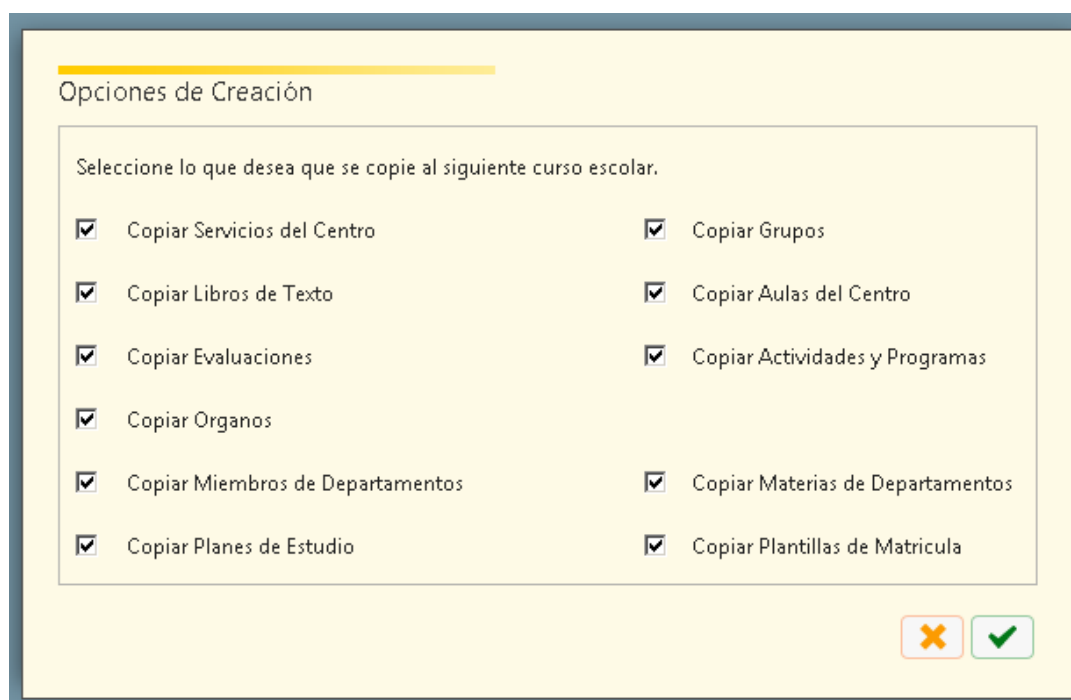 Opciones de Creación
Seleccione lo que desea que se copie al siguiente curso escolar.
Copiar Servicios del Centro
Copiar Grupos
Copiar Libros de Texto
Copiar Aulas del Centro
Copiar Evaluaciones
Copiar Actividades y Programas
Copiar Organos
Copiar Miembros de Departamentos
Copiar Materias de Departamentos
Copiar Planes de Estudio
Copiar Plantillas de Matricula